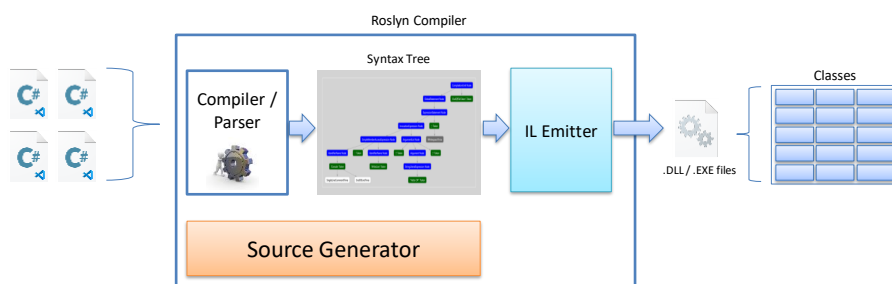 Roslyn Compiler
C#
C#
C#
C#
Compiler /
Parser
Syntax Tree
IL Emitter
.DLL / .EXE files
Classes
Source Generator